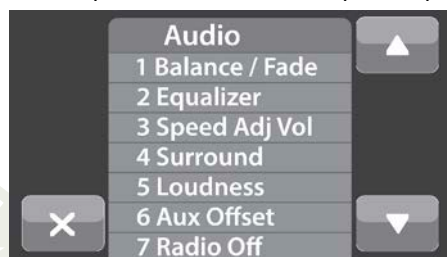 Audio
1 Balance / Fade
2 Equalizer
3 Speed Adj Vol
4 Surround
5 Loudness
6 Aux Offset
7 Radio Off